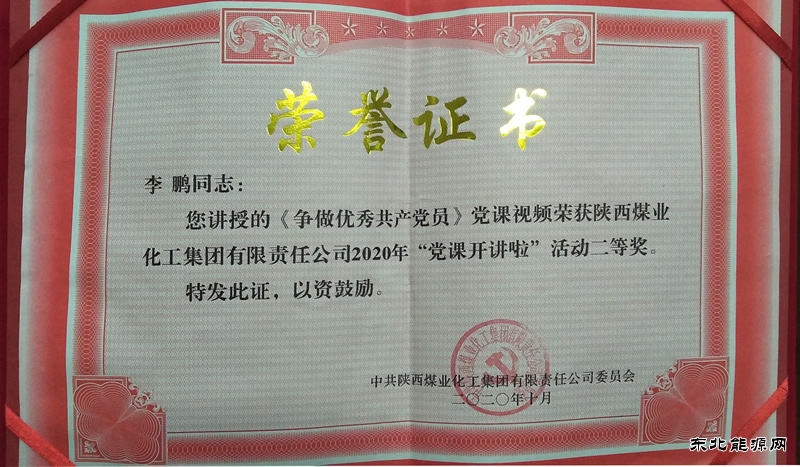 荣誉证书
李 鹏同志：
您讲授的《争做优秀共产党员》党课视频荣获陕西煤业
化工集团有限责任公司2020年“党课开讲啦”活动二等奖。
特发此证，以资鼓励。
中共陕西煤业化工集团有限责任公司委员会
二〇二〇年十月
东北能源网